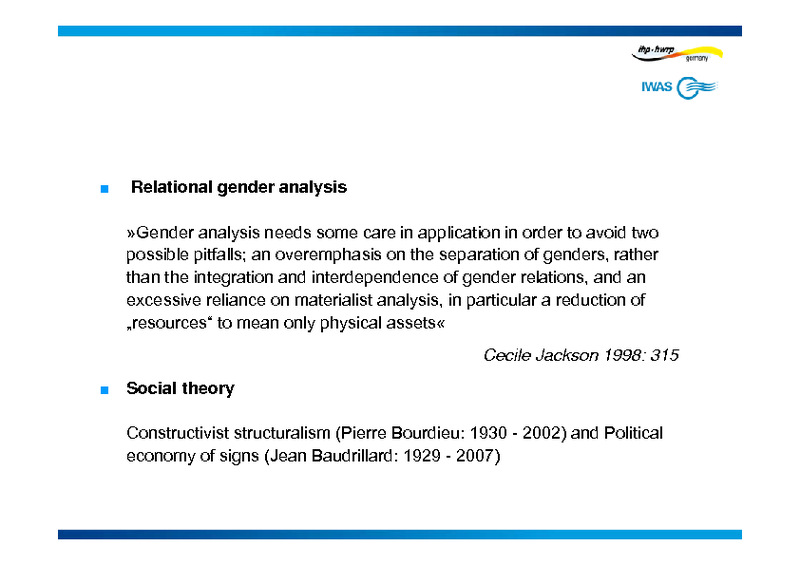 ihp - hwrp
germany
IWAS
Relational gender analysis
»Gender analysis needs some care in application in order to avoid two
possible pitfalls; an overemphasis on the separation of genders, rather
than the integration and interdependence of gender relations, and an
excessive reliance on materialist analysis, in particular a reduction of
„resources“ to mean only physical assets«
Cecile Jackson 1998: 315
Social theory
Constructivist structuralism (Pierre Bourdieu: 1930 - 2002) and Political
economy of signs (Jean Baudrillard: 1929 - 2007)